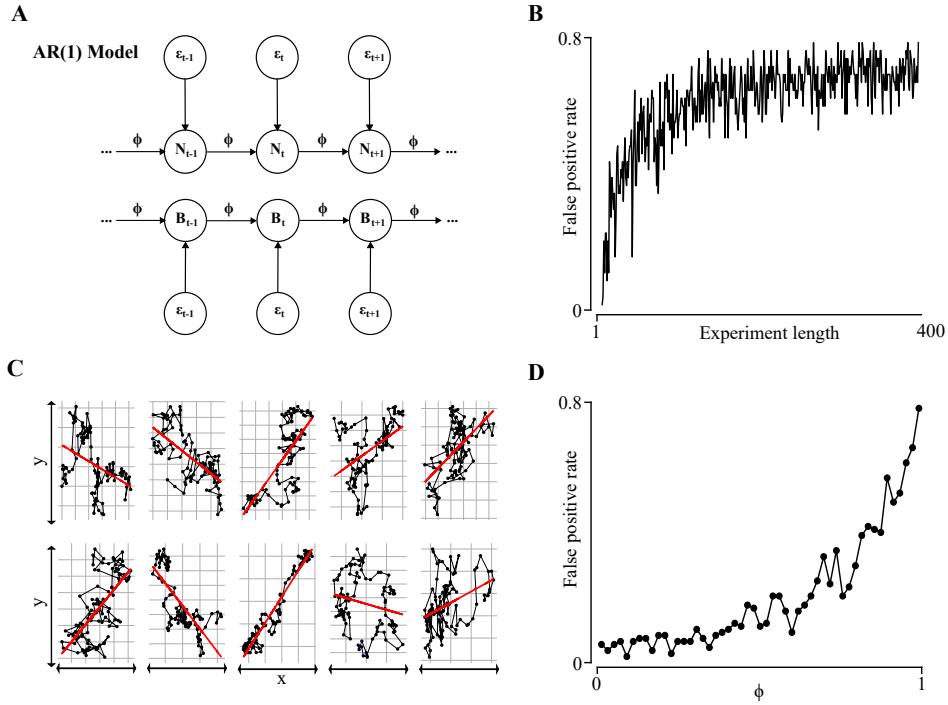 A
AR(1) Model
εt-1 εt εt+1
ϕ ϕ ϕ ϕ
... Nt-1 Nt Nt+1 ...
ϕ ϕ ϕ ϕ
... Bt-1 Bt Bt+1 ...
εt-1 εt εt+1
B
0.8
False positive rate
0
1 Experiment length 400
C
y
y
x
D
0.8
False positive rate
0
0 ϕ 1